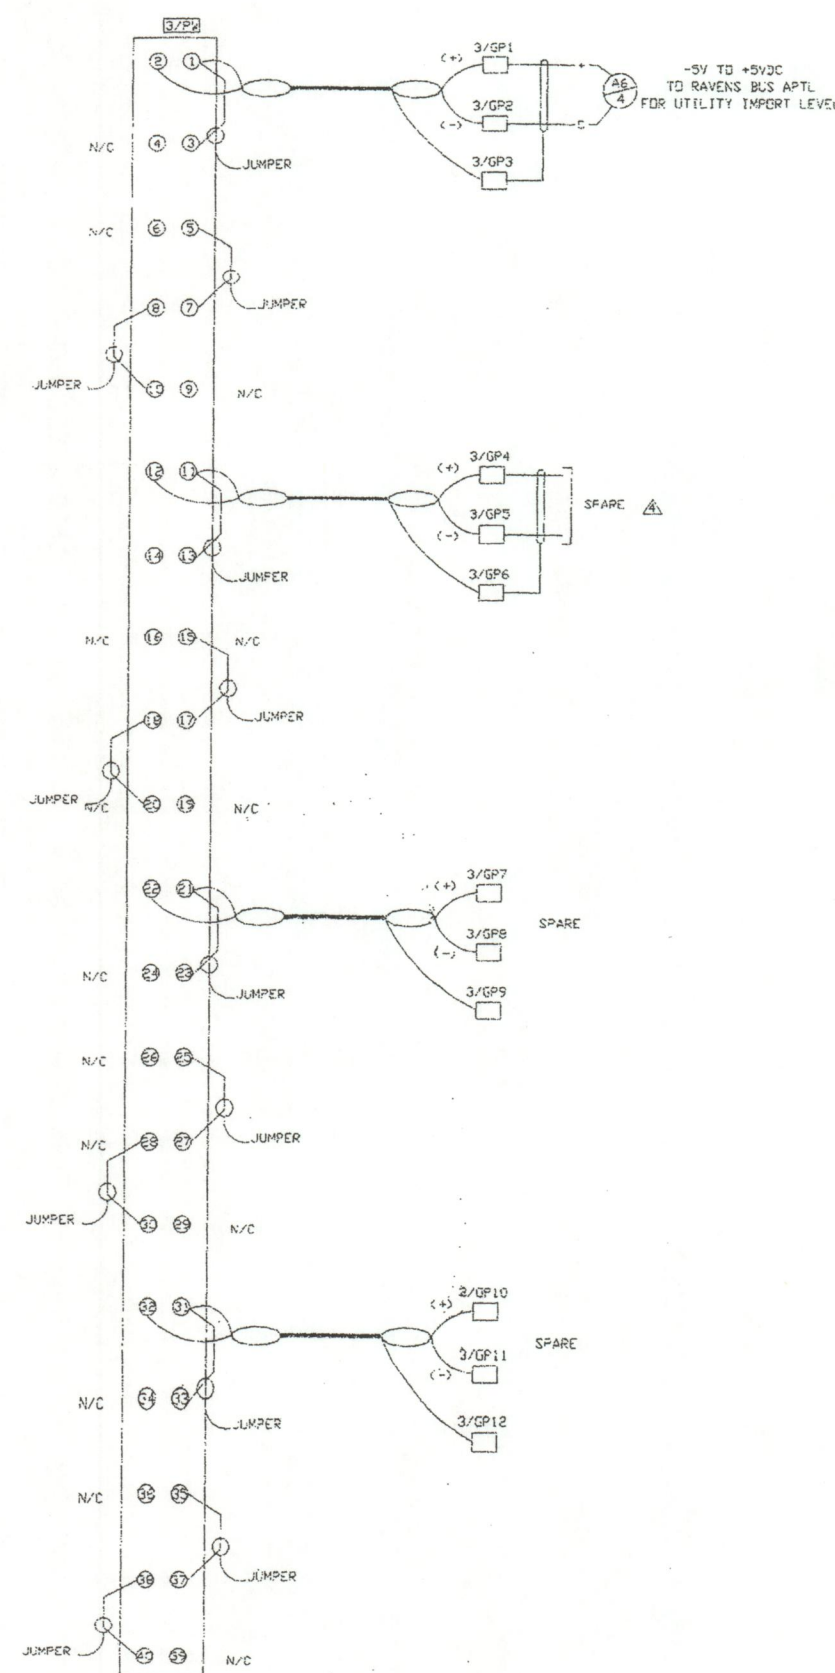 3/P%
2 1
3/GP1
(+)
+
-5V TO +5VDC
TO RAVENS BUS APTL
FOR UTILITY IMPORT LEVEL
A6
4
3/GP2
(-)
C
N/C 4 3
JUMPER
3/GP3
N/C 6 5
8 7
JUMPER
JUMPER
10 9 N/C
12 11
3/GP4
(+)
3/GP5
(-)
SPARE 4
14 13
JUMPER
3/GP6
N/C 16 15 N/C
18 17
JUMPER
JUMPER
N/C 20 19 N/C
22 21
3/GP7
(+)
3/GP8
(-)
SPARE
N/C 24 23
JUMPER
3/GP9
N/C 26 25
N/C 28 27
JUMPER
JUMPER
30 29 N/C
32 31
3/GP10
(+)
3/GP11
(-)
SPARE
N/C 34 33
JUMPER
3/GP12
N/C 36 35
38 37
JUMPER
JUMPER
40 39 N/C